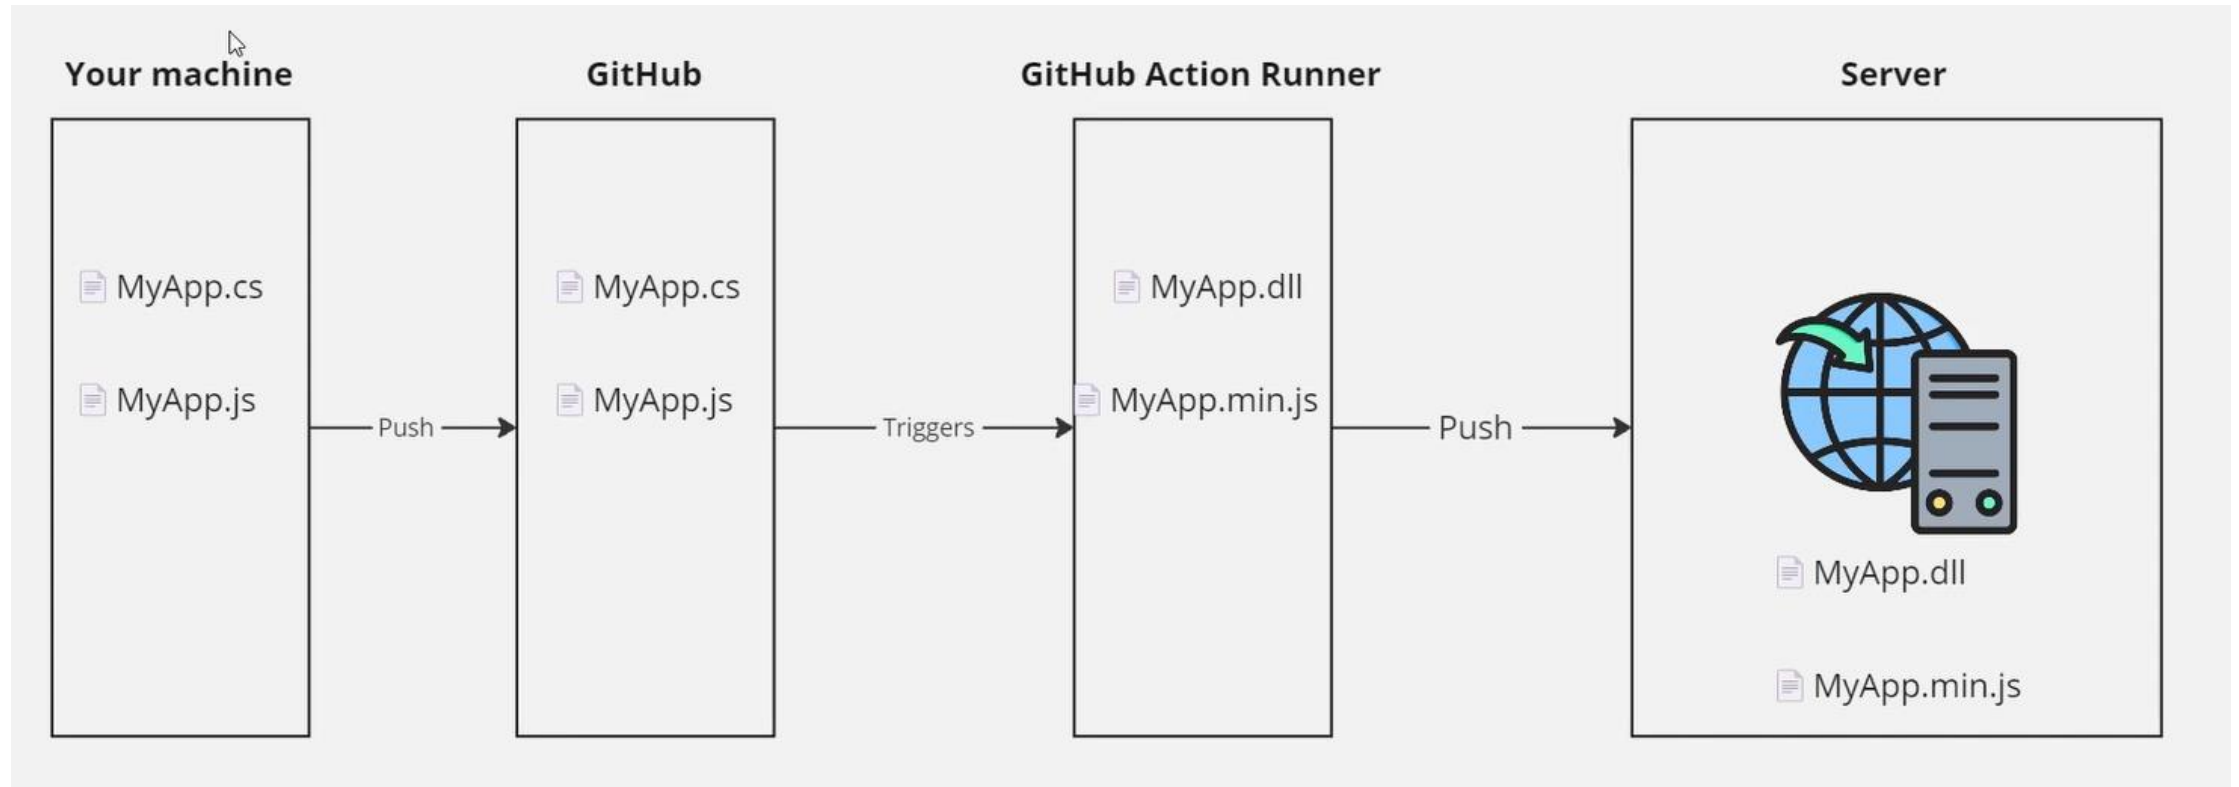 Your machine
GitHub
GitHub Action Runner
Server
MyApp.cs
MyApp.js
Push
MyApp.cs
MyApp.js
Triggers
MyApp.dll
MyApp.min.js
Push
MyApp.dll
MyApp.min.js